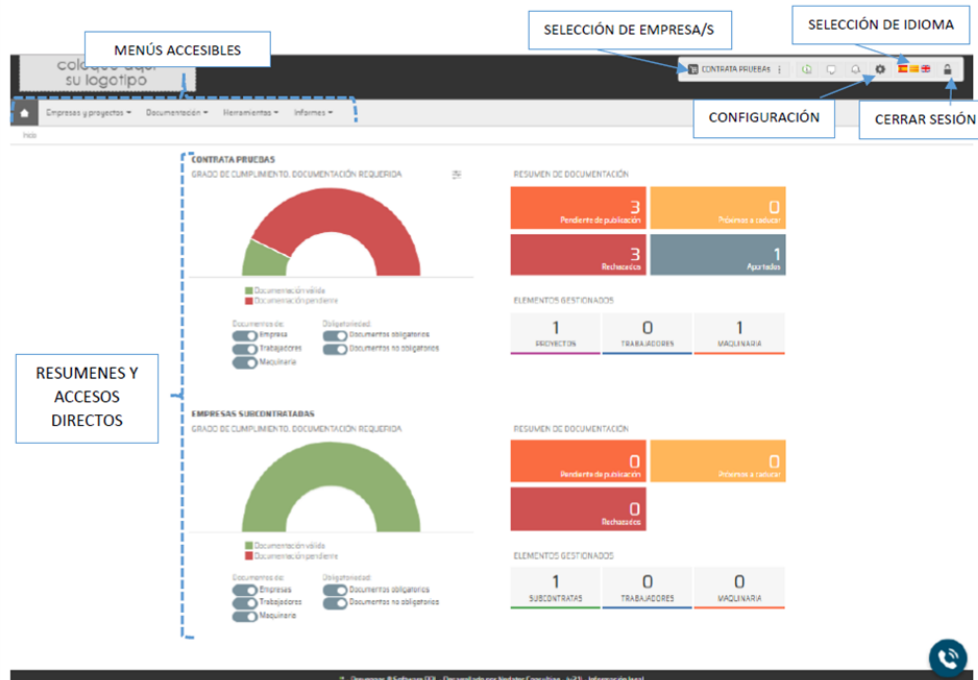 SELECCIÓN DE EMPRESA/S
SELECCIÓN DE IDIOMA
MENÚS ACCESIBLES
coloque aquí
su logotipo
CONTRATA PRUEBAS
CONFIGURACIÓN
CERRAR SESIÓN
Empresas y proyectos
Documentación
Herramientas
Informes
Inicio
CONTRATA PRUEBAS
GRADO DE CUMPLIMIENTO. DOCUMENTACIÓN REQUERIDA
Documentación válida
Documentación pendiente
Documentos de:
Obligatoriedad:
Empresa
Documentos obligatorios
Trabajadores
Documentos no obligatorios
Maquinaria
RESUMEN DE DOCUMENTACIÓN
3
Pendiente de publicación
0
Próximos a caducar
3
Rechazados
1
Aportados
ELEMENTOS GESTIONADOS
1
PROYECTOS
0
TRABAJADORES
1
MAQUINARIA
RESUMENES Y
ACCESOS
DIRECTOS
EMPRESAS SUBCONTRATADAS
GRADO DE CUMPLIMIENTO. DOCUMENTACIÓN REQUERIDA
Documentación válida
Documentación pendiente
Documentos de:
Obligatoriedad:
Empresas
Documentos obligatorios
Trabajadores
Documentos no obligatorios
Maquinaria
RESUMEN DE DOCUMENTACIÓN
0
Pendiente de publicación
0
Próximos a caducar
0
Rechazados
ELEMENTOS GESTIONADOS
1
SUBCONTRATAS
0
TRABAJADORES
0
MAQUINARIA
Software
Desarrollado por
Información legal